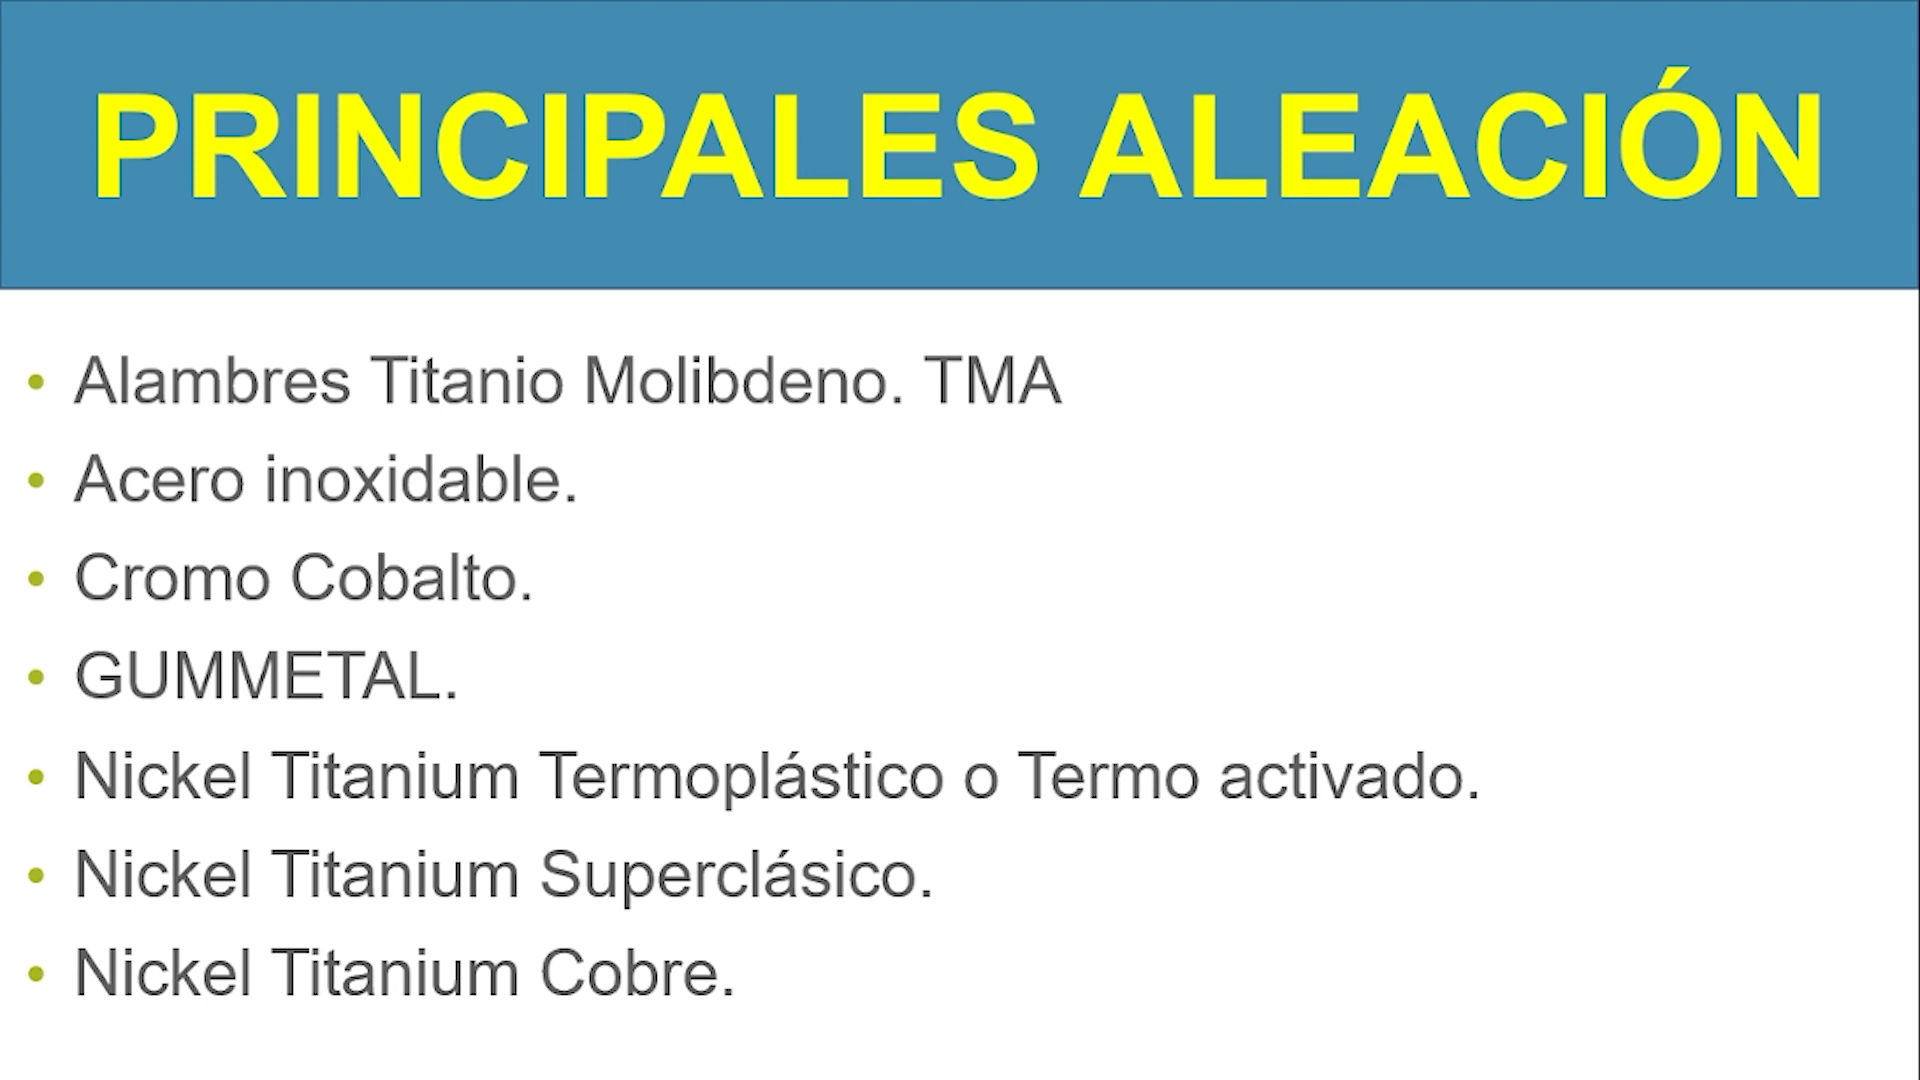 PRINCIPALES ALEACIÓN
• Alambres Titanio Molibdeno. TMA
• Acero inoxidable.
• Cromo Cobalto.
• GUMMETAL.
• Nickel Titanium Termoplástico o Termo activado.
• Nickel Titanium Superclásico.
• Nickel Titanium Cobre.